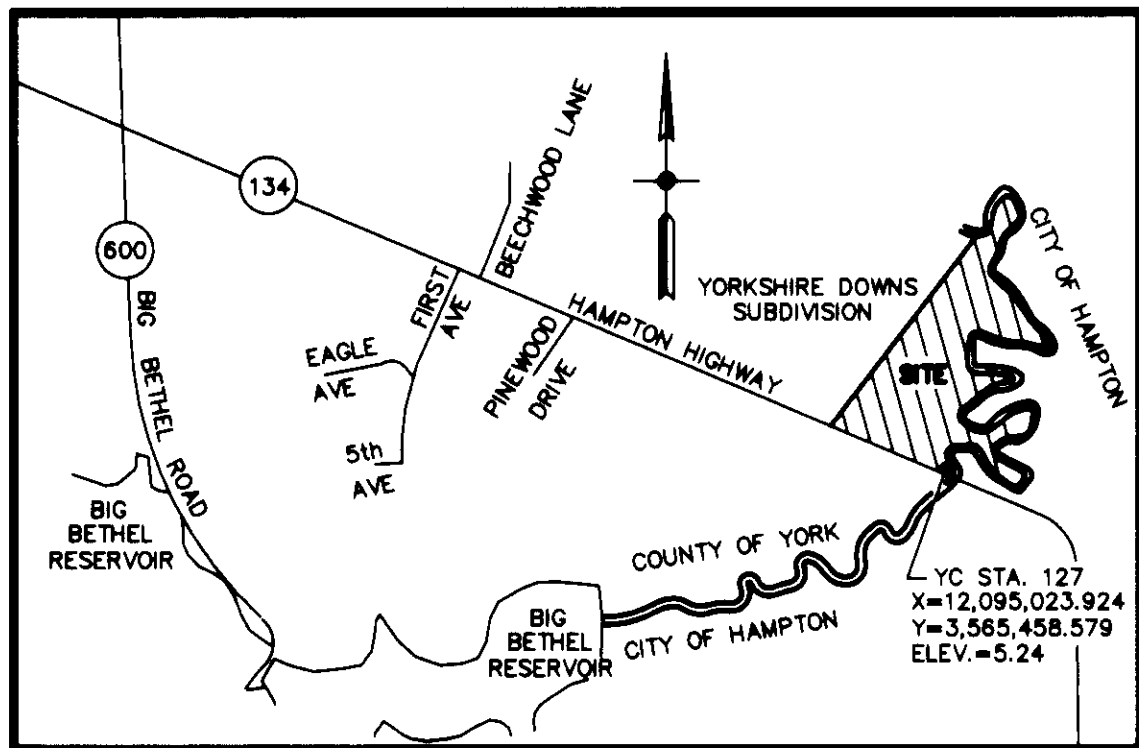 134
BEECHWOOD LANE
600
FIRST
AVE
YORKSHIRE DOWNS
SUBDIVISION
CITY OF HAMPTON
HAMPTON HIGHWAY
BIG BETHEL ROAD
EAGLE
AVE
PINEWOOD
DRIVE
SITE
5th
AVE
BIG
BETHEL
RESERVOIR
COUNTY OF YORK
CITY OF HAMPTON
BIG
BETHEL
RESERVOIR
YC STA. 127
X=12,095,023.924
Y=3,565,458.579
ELEV.=5.24